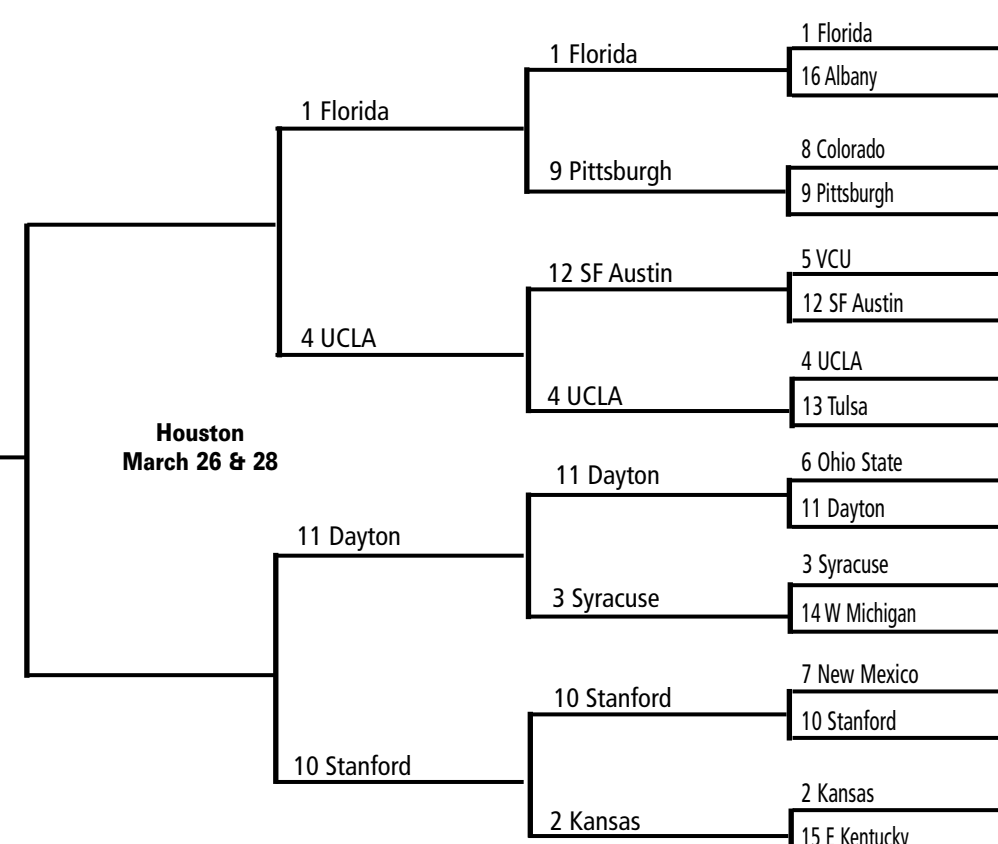 1 Florida
16 Albany
8 Colorado
9 Pittsburgh
5 VCU
12 SF Austin
4 UCLA
13 Tulsa
6 Ohio State
11 Dayton
3 Syracuse
14 W Michigan
7 New Mexico
10 Stanford
2 Kansas
15 E Kentucky
1 Florida
9 Pittsburgh
12 SF Austin
4 UCLA
11 Dayton
3 Syracuse
10 Stanford
2 Kansas
1 Florida
4 UCLA
11 Dayton
10 Stanford
Houston
March 26 & 28